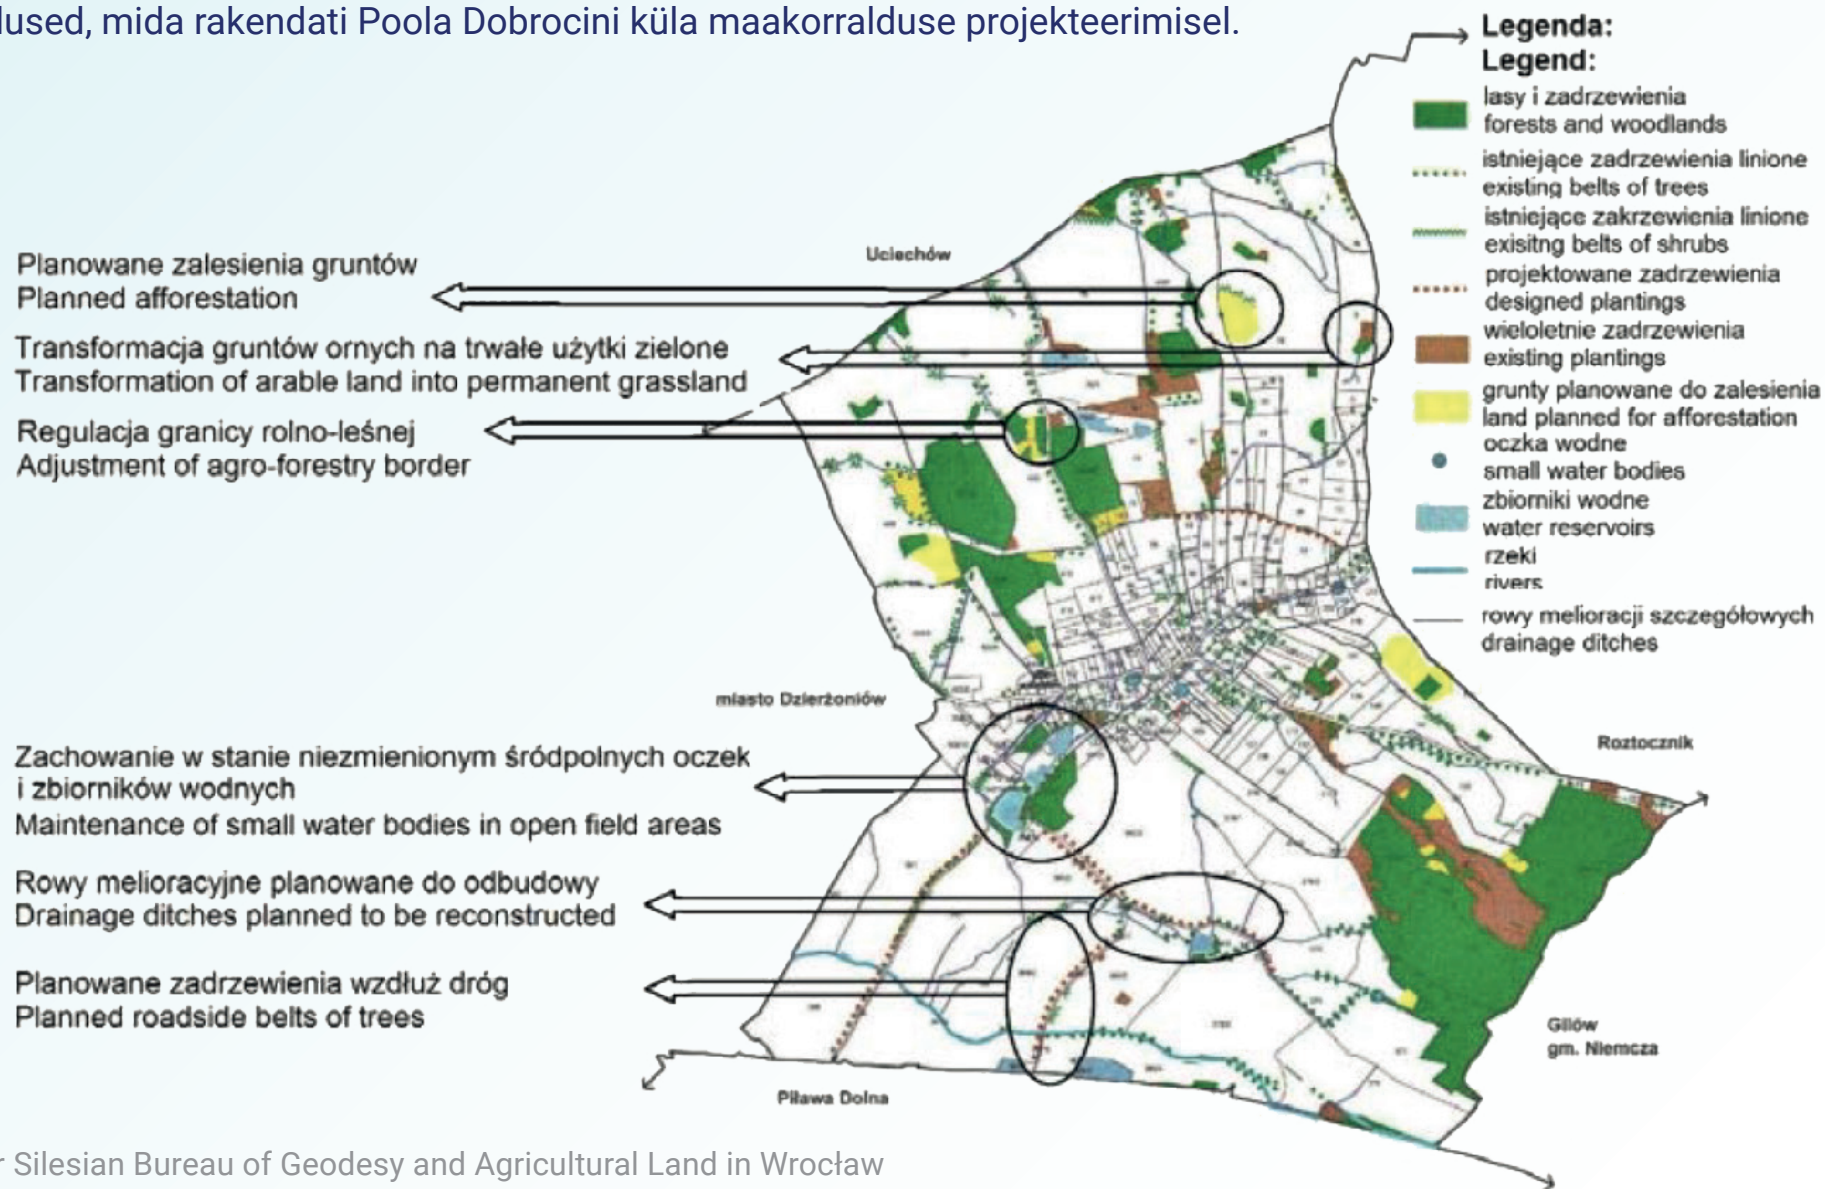 lused, mida rakendati Poola Dobrocini küla maakorralduse projekteerimisel.
Legenda:
Legend:
lasy i zadrzewienia
forests and woodlands
istniejące zadrzewienia linione
existing belts of trees
istniejące zakrzewienia linione
exisitng belts of shrubs
projektowane zadrzewienia
designed plantings
wieloletnie zadrzewienia
existing plantings
grunty planowane do zalesienia
land planned for afforestation
oczka wodne
small water bodies
zbiorniki wodne
water reservoirs
rzeki
rivers
rowy melioracji szczegółowych
drainage ditches
Uciechów
Planowane zalesienia gruntów
Planned afforestation
Transformacja gruntów ornych na trwałe użytki zielone
Transformation of arable land into permanent grassland
Regulacja granicy rolno-leśnej
Adjustment of agro-forestry border
miasto Dzierżoniów
Roztocznik
Zachowanie w stanie niezmienionym śródpolnych oczek
i zbiorników wodnych
Maintenance of small water bodies in open field areas
Rowy melioracyjne planowane do odbudowy
Drainage ditches planned to be reconstructed
Planowane zadrzewienia wzdłuż dróg
Planned roadside belts of trees
Gilów
gm. Niemcza
Piława Dolna
r Silesian Bureau of Geodesy and Agricultural Land in Wrocław